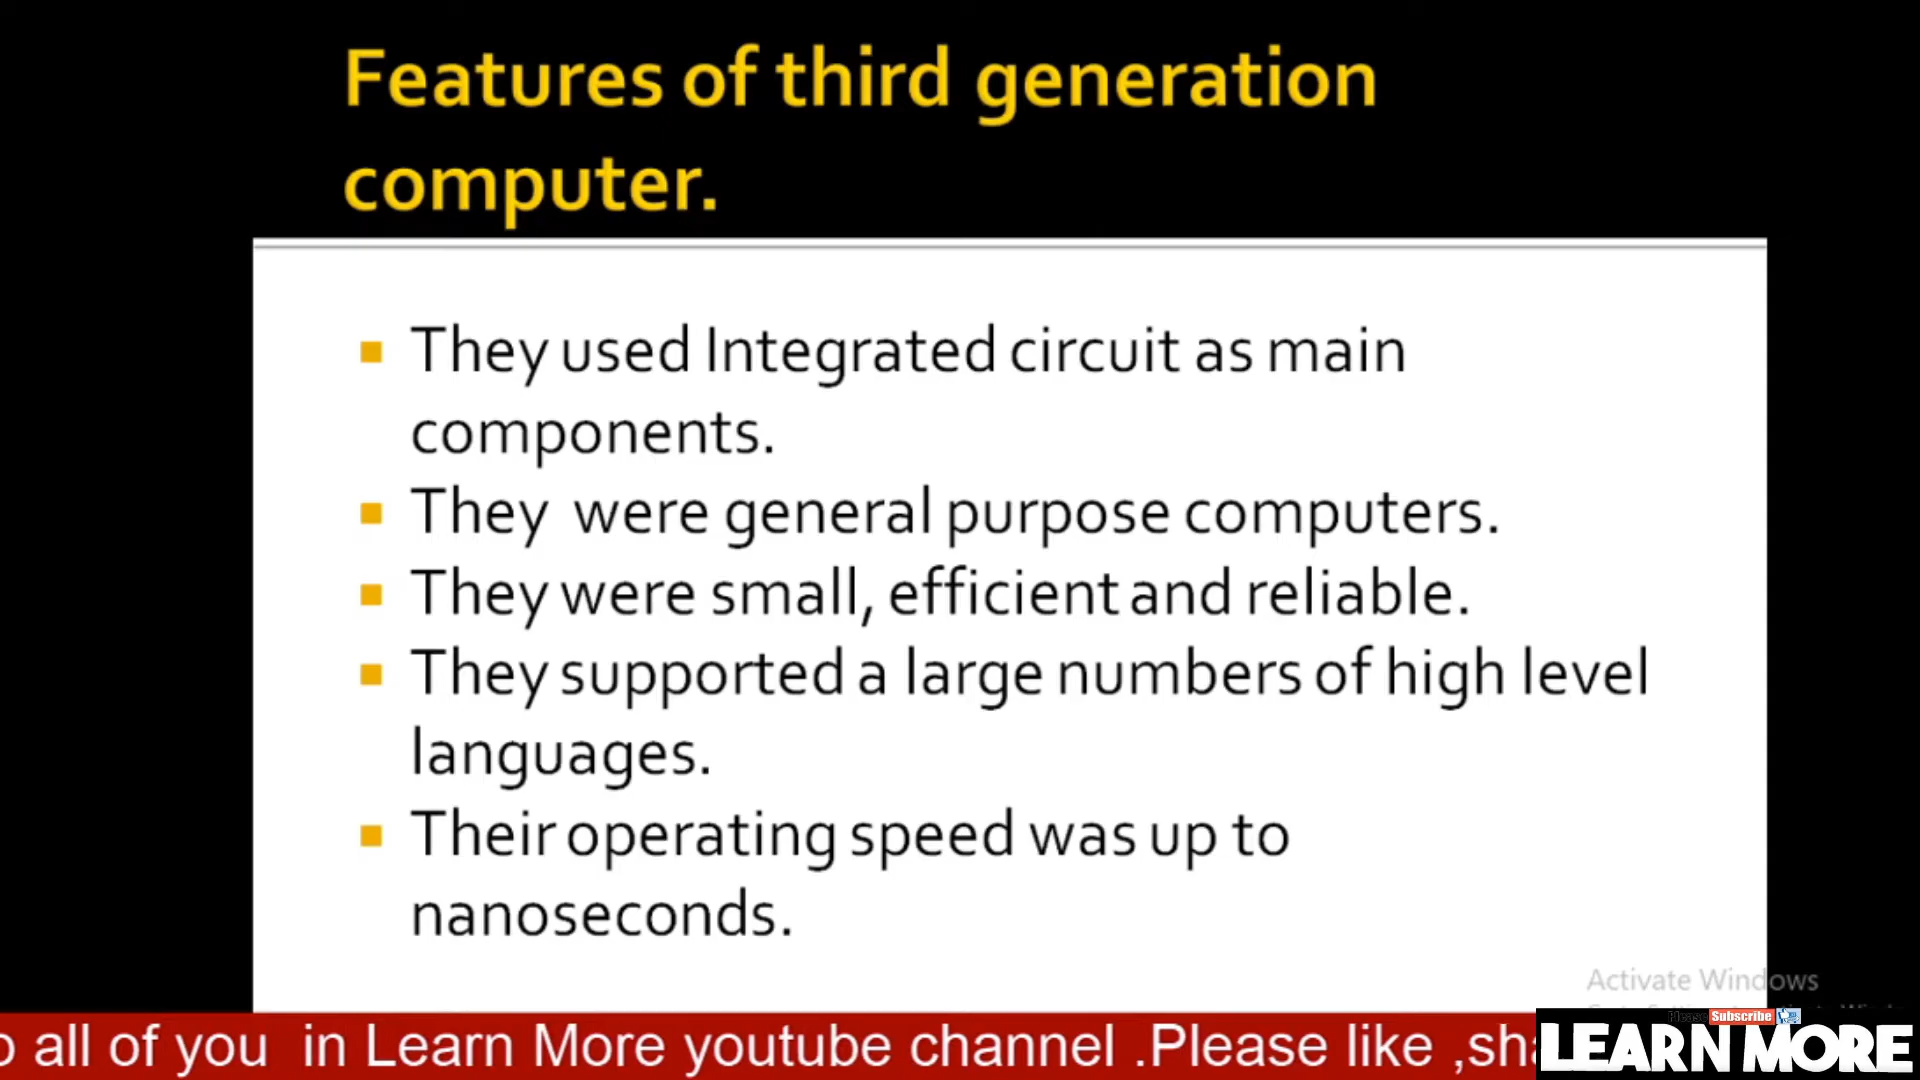 Features of third generation
computer.
They used Integrated circuit as main
components.
They were general purpose computers.
They were small, efficient and reliable.
They supported a large numbers of high level
languages.
Their operating speed was up to
nanoseconds.
Activate Windows
Please Subscribe
all of you in Learn More youtube channel .Please like ,sh
LEARN MORE